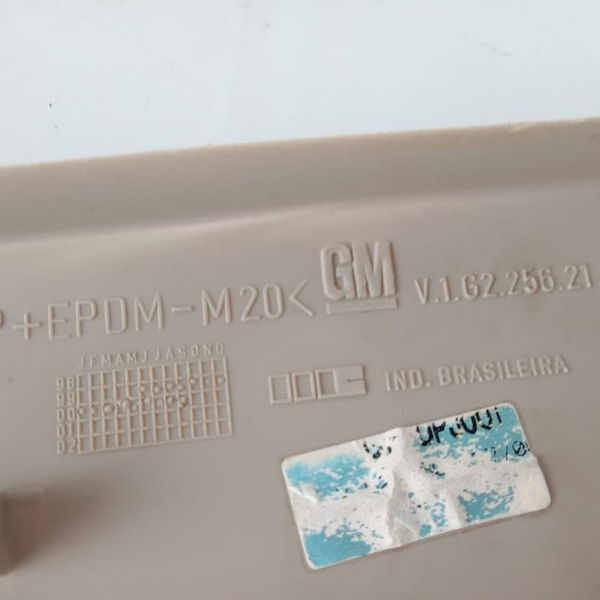 P+EPDM-M20< GM V.1.G2.256.21
JFMAMJJASOND
98
99
00
01
02
IND. BRASILEIRA